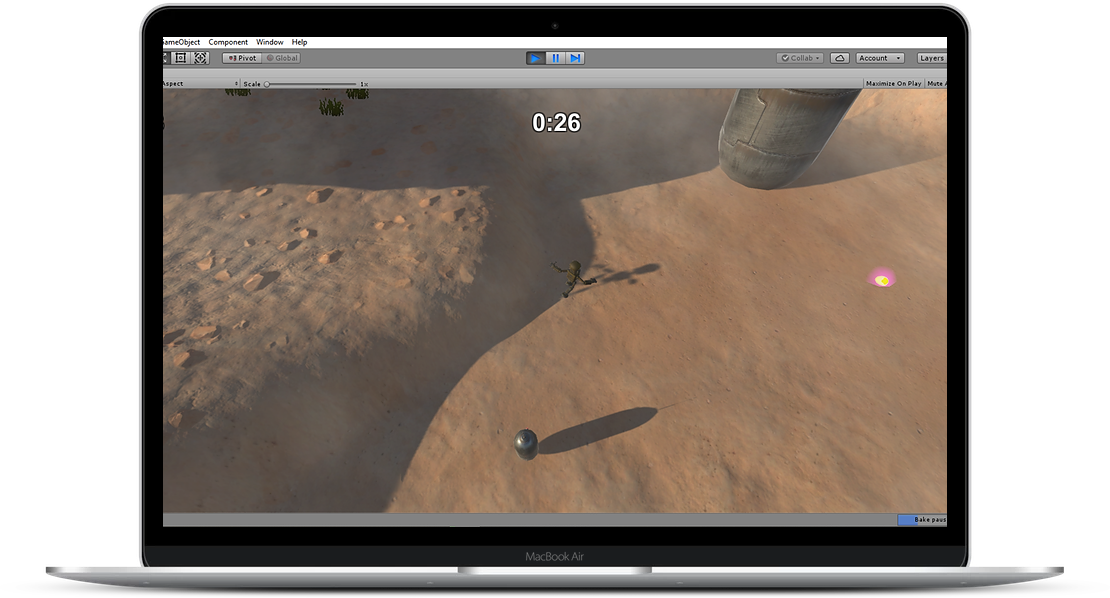 GameObject Component Window Help
Pivot Global Collab Account Layers
Aspect Scale 1x Maximize On Play Mute A
0:26
Bake paus
MacBook Air